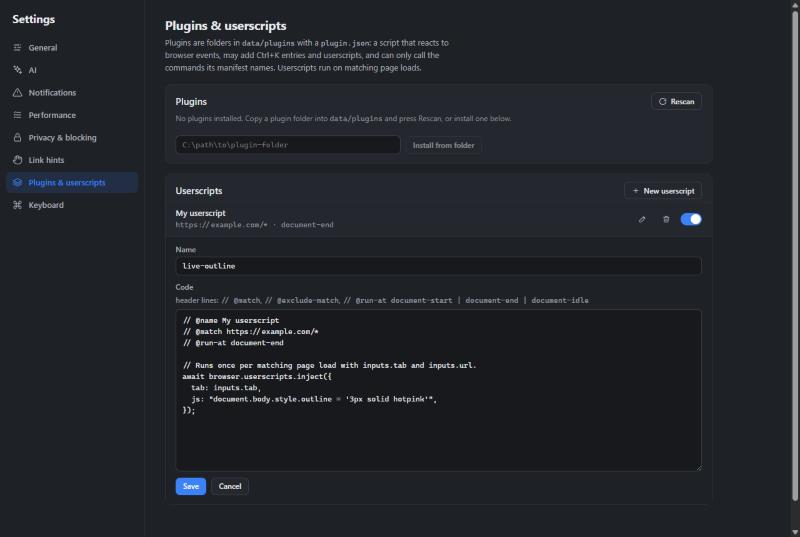 Settings
General
AI
Notifications
Performance
Privacy & blocking
Link hints
Plugins & userscripts
Keyboard
Plugins & userscripts
Plugins are folders in data/plugins with a plugin.json: a script that reacts to
browser events, may add Ctrl+K entries and userscripts, and can only call the
commands its manifest names. Userscripts run on matching page loads.
Plugins
Rescan
No plugins installed. Copy a plugin folder into data/plugins and press Rescan, or install one below.
C:\path\to\plugin-folder
Install from folder
Userscripts
+ New userscript
My userscript
https://example.com/* · document-end
Name
live-outline
Code
header lines: // @match, // @exclude-match, // @run-at document-start | document-end | document-idle
// @name My userscript
// @match https://example.com/*
// @run-at document-end
// Runs once per matching page load with inputs.tab and inputs.url.
await browser.userscripts.inject({
  tab: inputs.tab,
  js: "document.body.style.outline = '3px solid hotpink'",
});
Save
Cancel